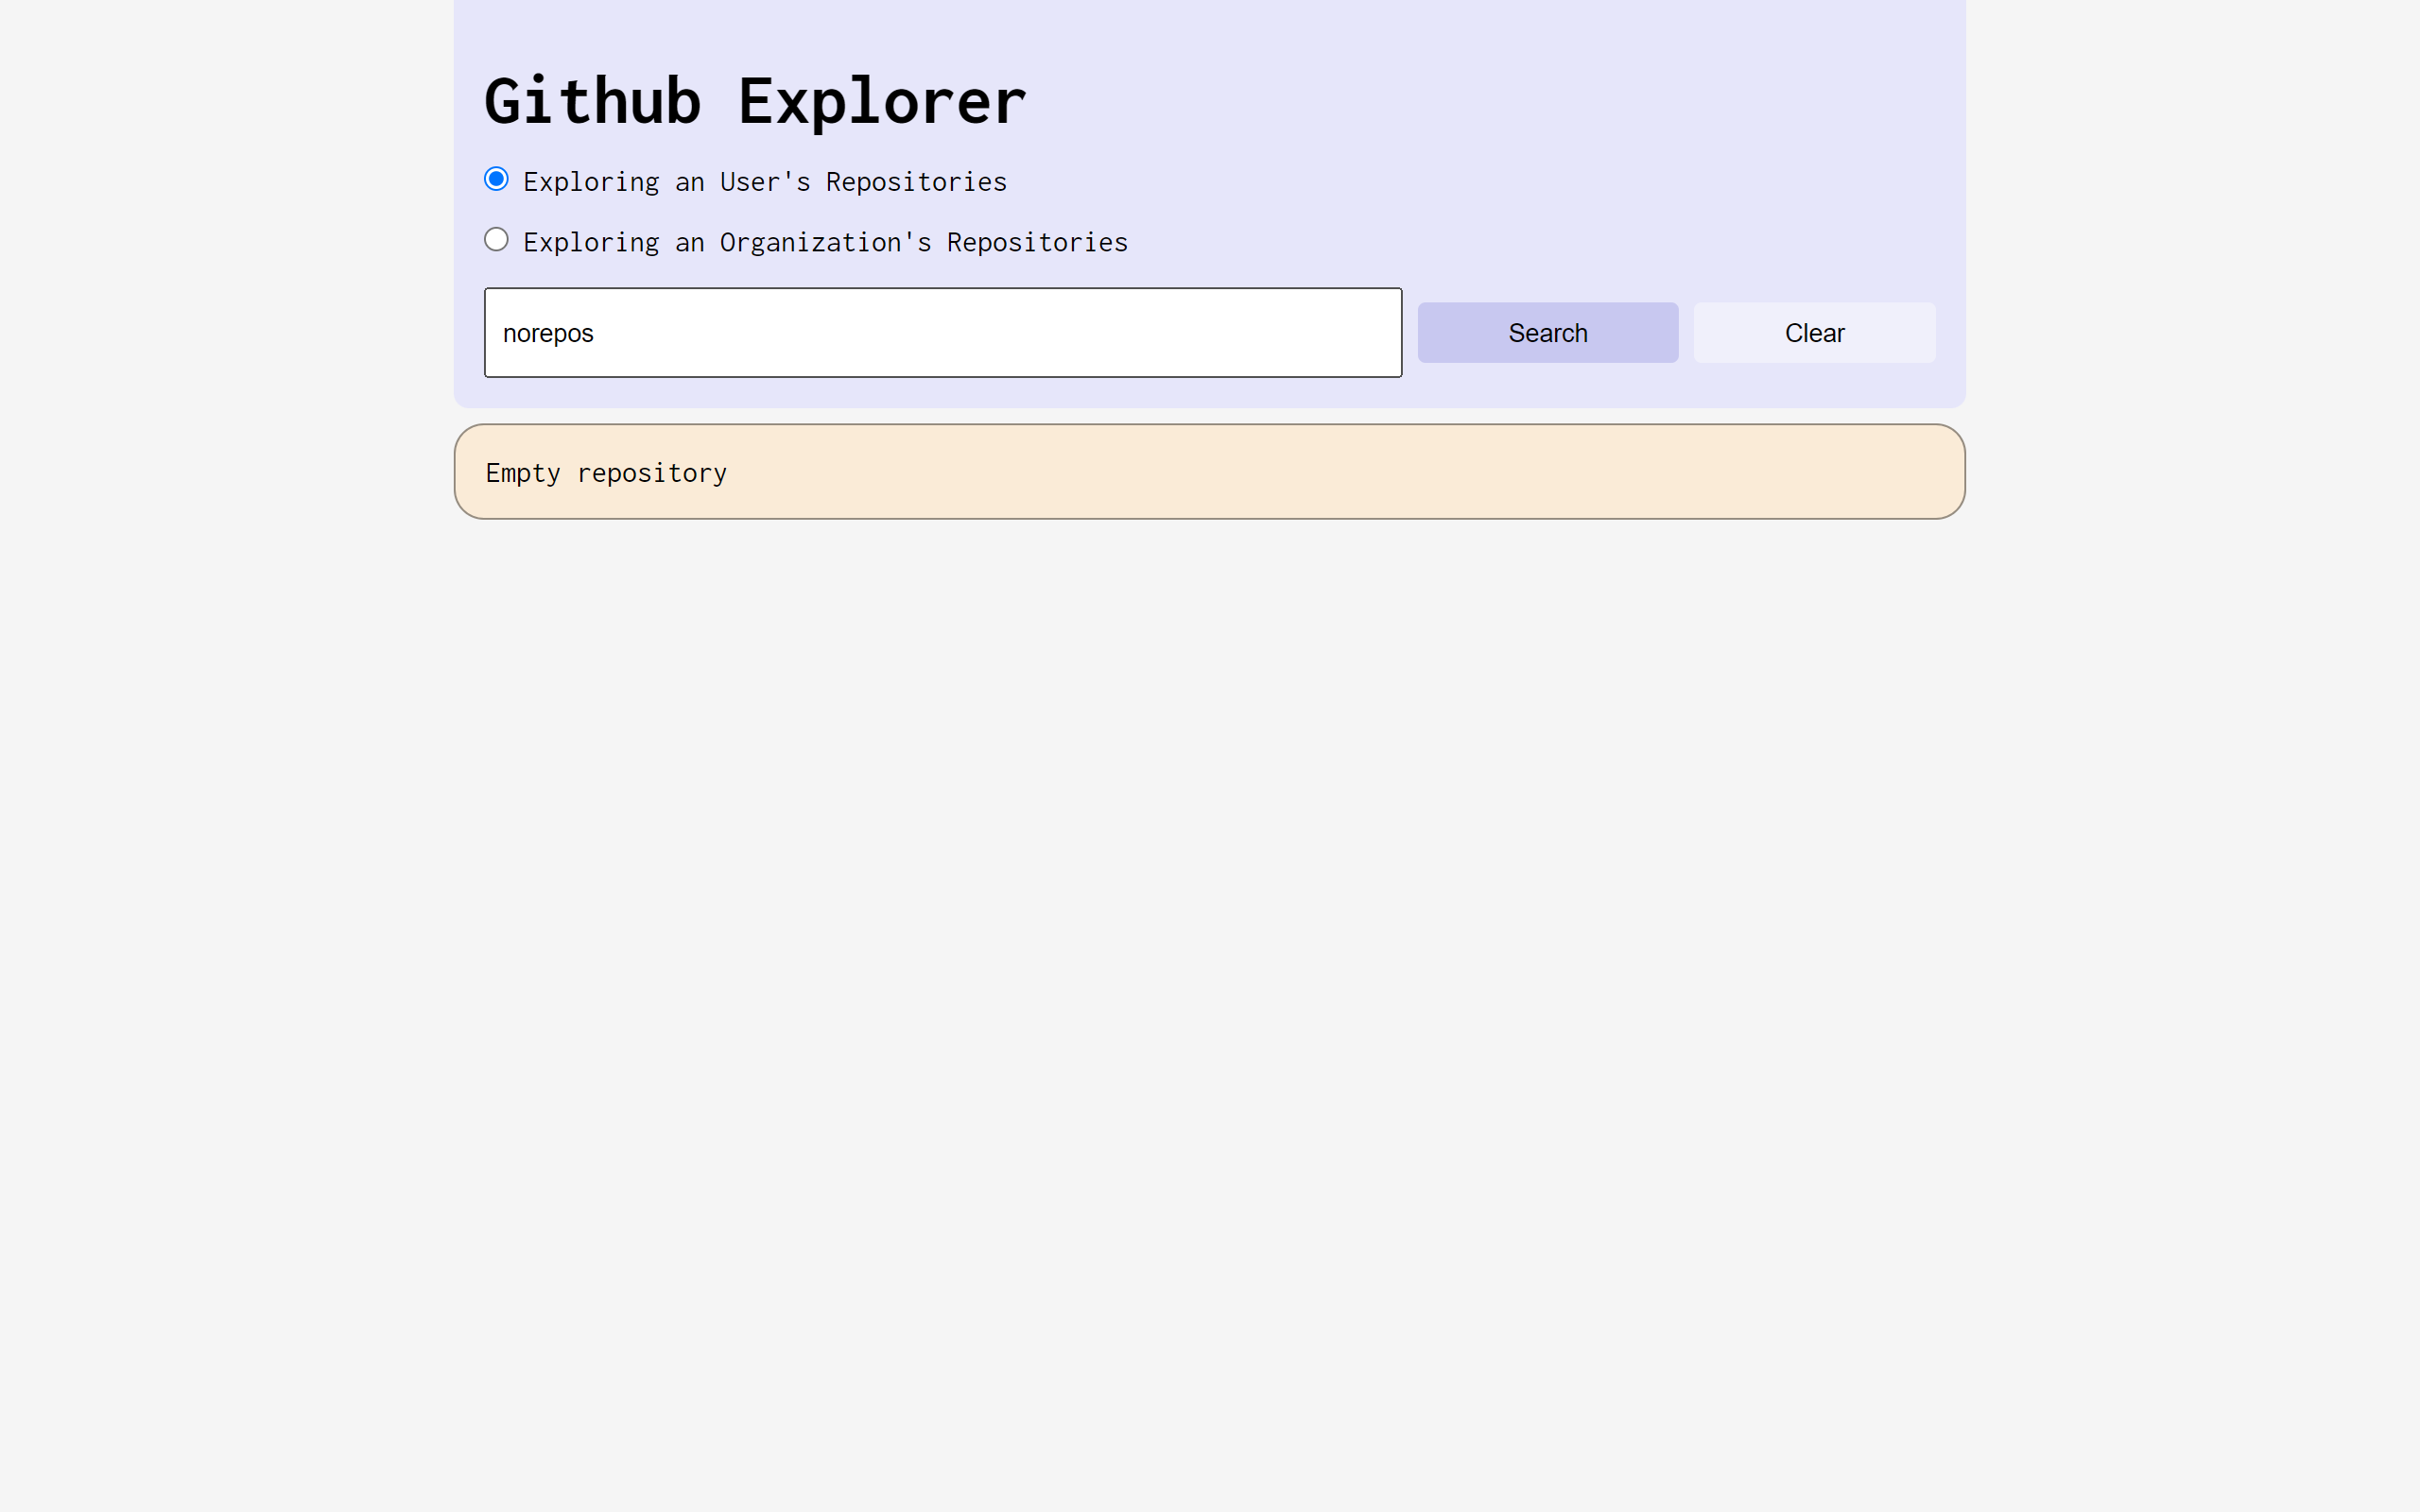 Github Explorer
Exploring an User's Repositories
Exploring an Organization's Repositories
norepos
Search
Clear
Empty repository